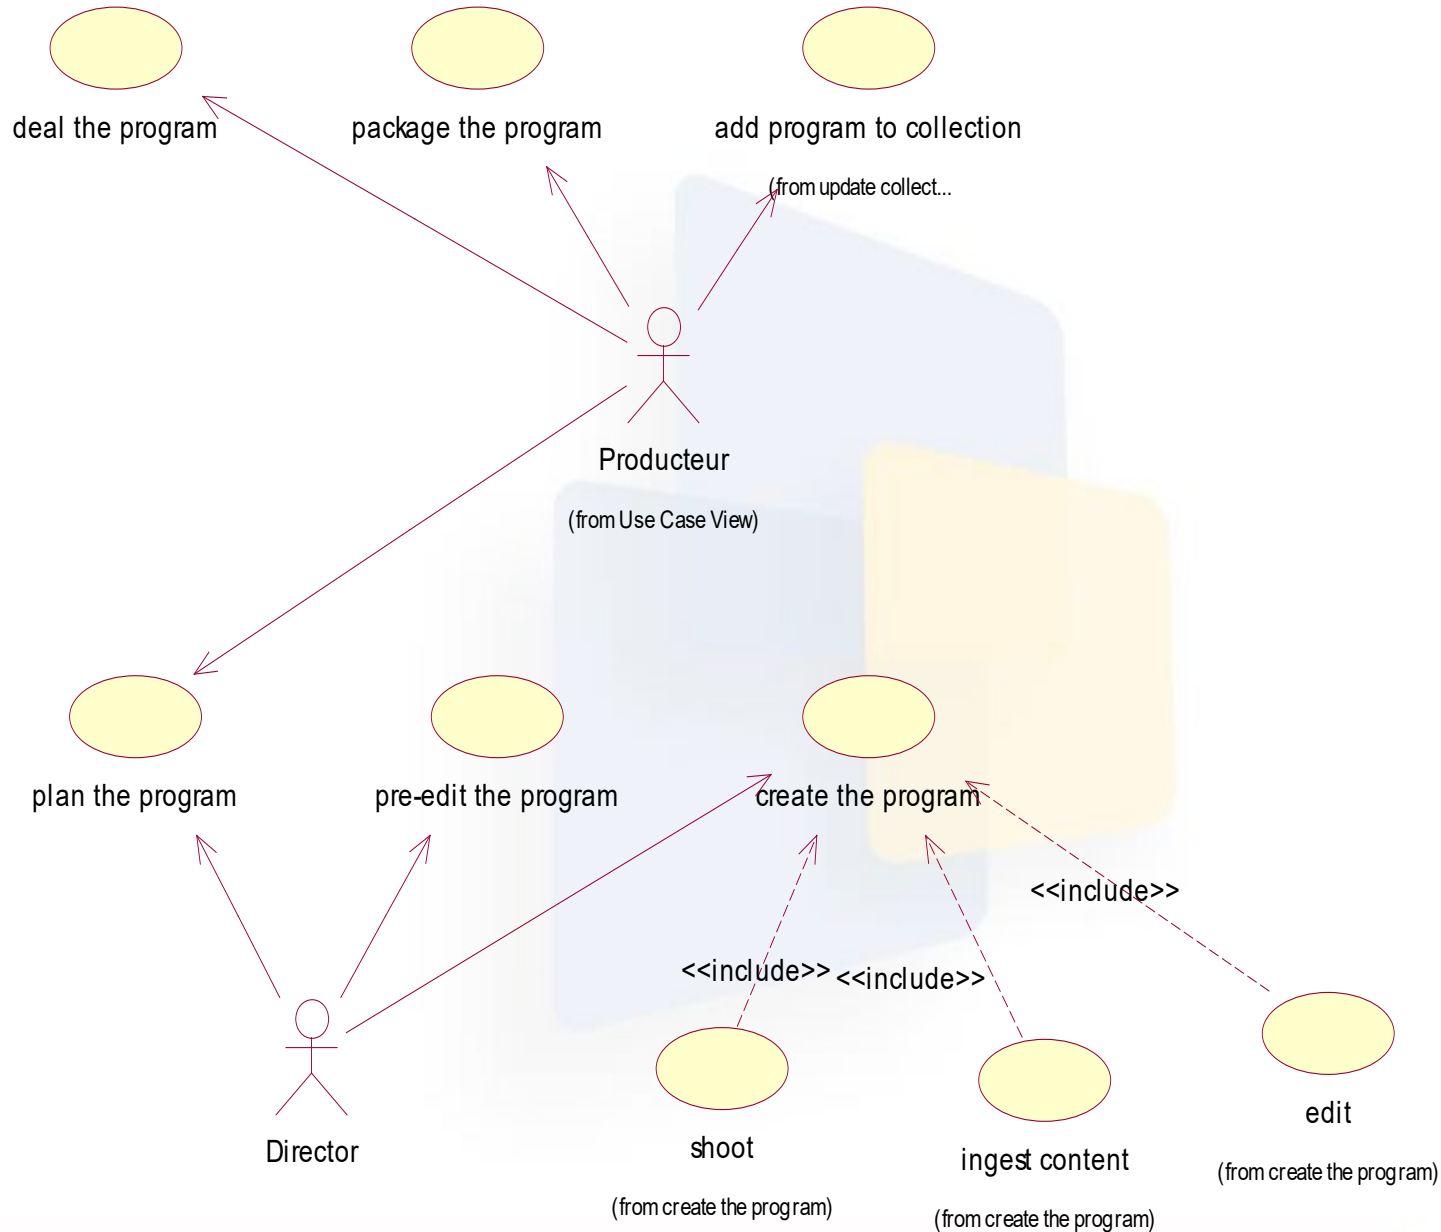 deal the program
package the program
add program to collection
(from update collect...
Producteur
(from Use Case View)
plan the program
pre-edit the program
create the program
<<include>>
<<include>>
<<include>>
Director
shoot
(from create the program)
ingest content
(from create the program)
edit
(from create the program)